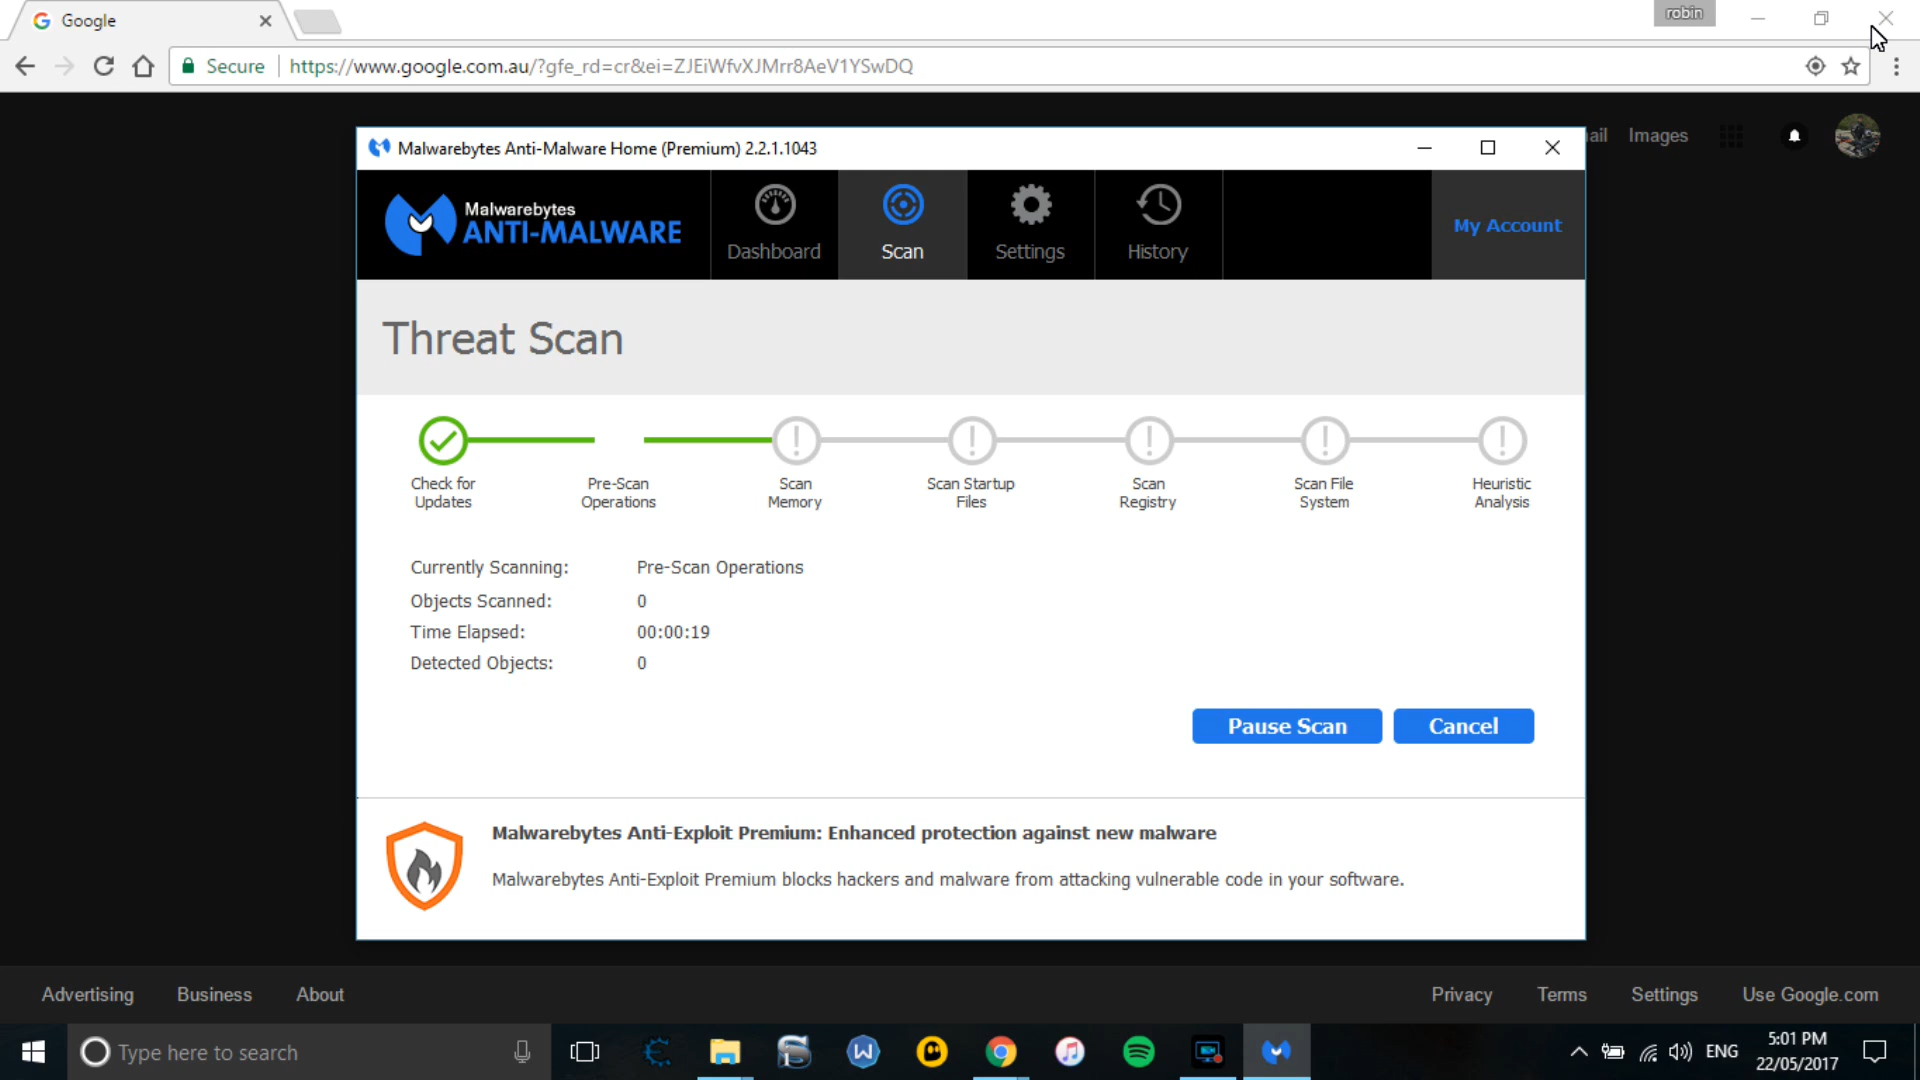 Google
robin
Secure
https://www.google.com.au/?gfe_rd=cr&ei=ZJEiWfvXJMrr8AeV1YSwDQ
Images
Malwarebytes Anti-Malware Home (Premium) 2.2.1.1043
Malwarebytes
ANTI-MALWARE
Dashboard
Scan
Settings
History
My Account
Threat Scan
Check for
Updates
Pre-Scan
Operations
Scan
Memory
Scan Startup
Files
Scan
Registry
Scan File
System
Heuristic
Analysis
Currently Scanning: Pre-Scan Operations
Objects Scanned: 0
Time Elapsed: 00:00:19
Detected Objects: 0
Pause Scan
Cancel
Malwarebytes Anti-Exploit Premium: Enhanced protection against new malware
Malwarebytes Anti-Exploit Premium blocks hackers and malware from attacking vulnerable code in your software.
Advertising Business About
Privacy Terms Settings Use Google.com
Type here to search
ENG
5:01 PM
22/05/2017